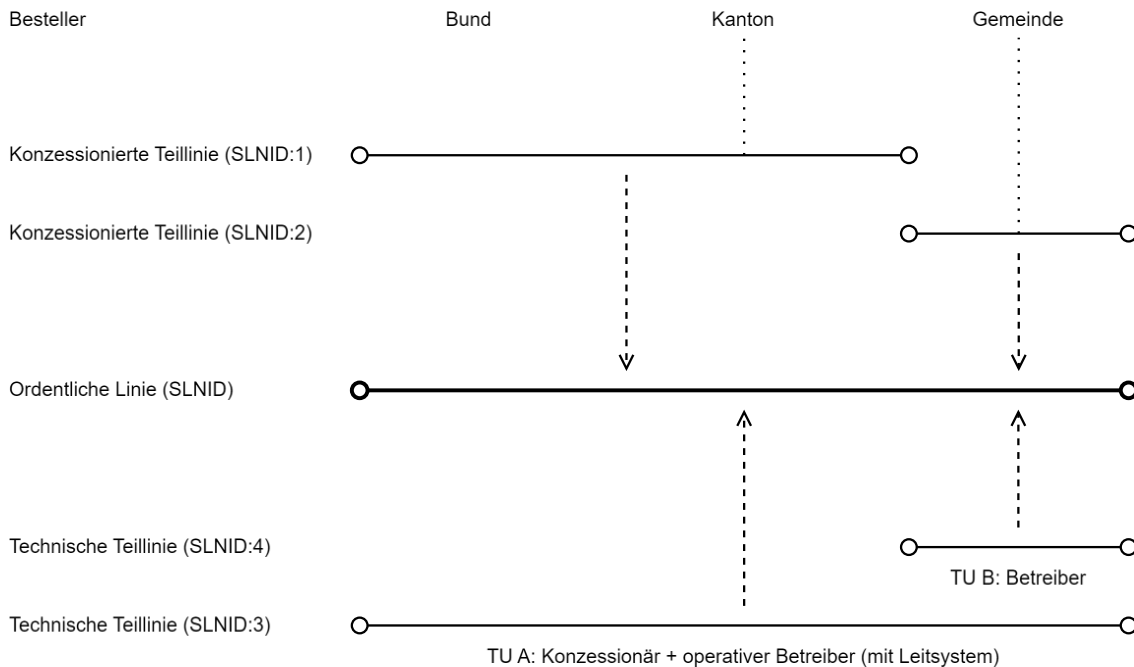 Besteller Bund Kanton Gemeinde
Konzessionierte Teillinie (SLNID:1)
Konzessionierte Teillinie (SLNID:2)
Ordentliche Linie (SLNID)
Technische Teillinie (SLNID:4)
TU B: Betreiber
Technische Teillinie (SLNID:3)
TU A: Konzessionär + operativer Betreiber (mit Leitsystem)